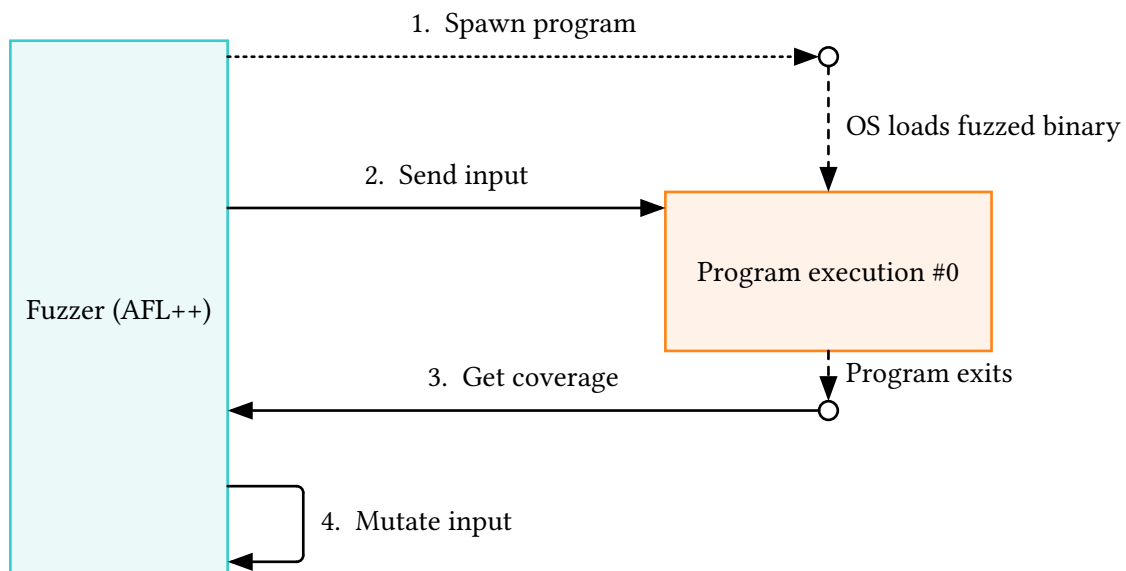 1. Spawn program
OS loads fuzzed binary
2. Send input
Program execution #0
Fuzzer (AFL++)
3. Get coverage
Program exits
4. Mutate input